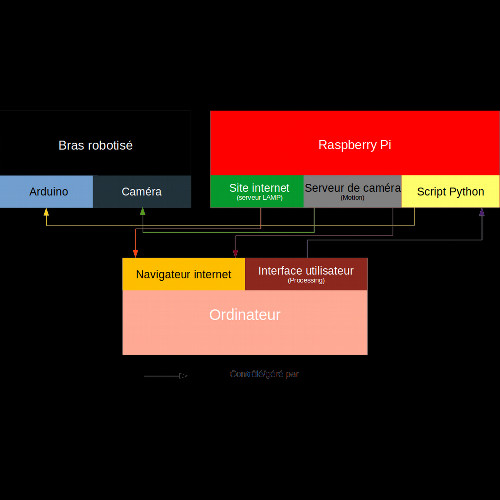 Bras robotisé
Raspberry Pi
Arduino
Caméra
Site internet
(serveur LAMP)
Serveur de caméra
(Motion)
Script Python
Navigateur internet
Interface utilisateur
(Processing)
Ordinateur
Contrôlé/géré par